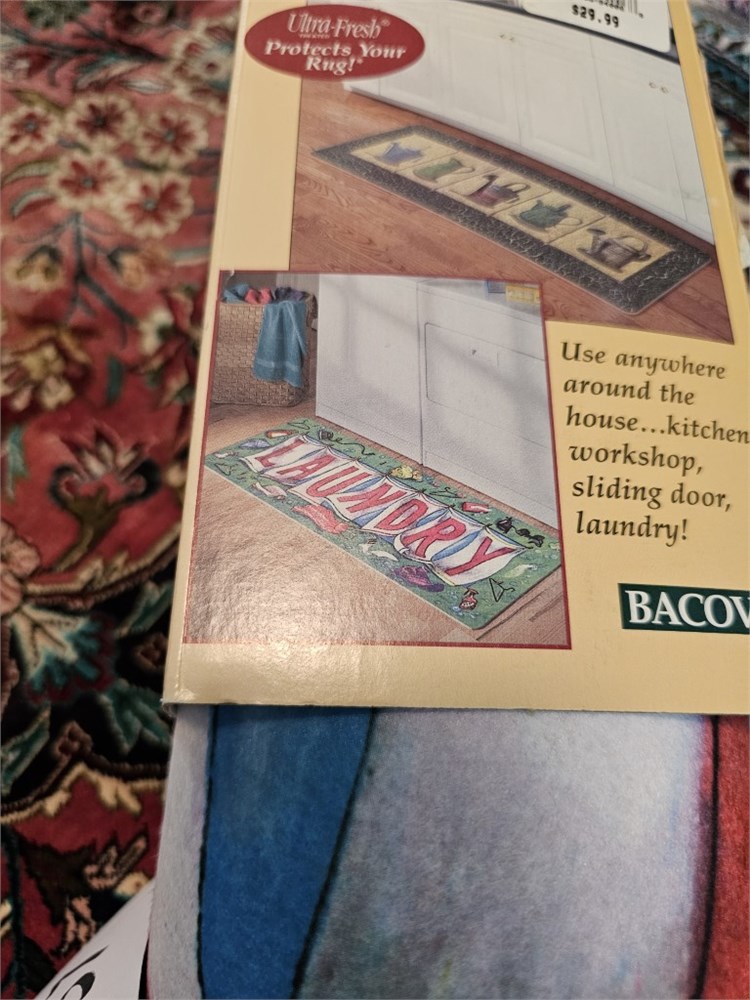 $29.99
Ultra-Fresh®
Protects Your
Rug!*
LAUNDRY
Use anywhere
around the
house...kitchen
workshop,
sliding door,
laundry!
BACOV